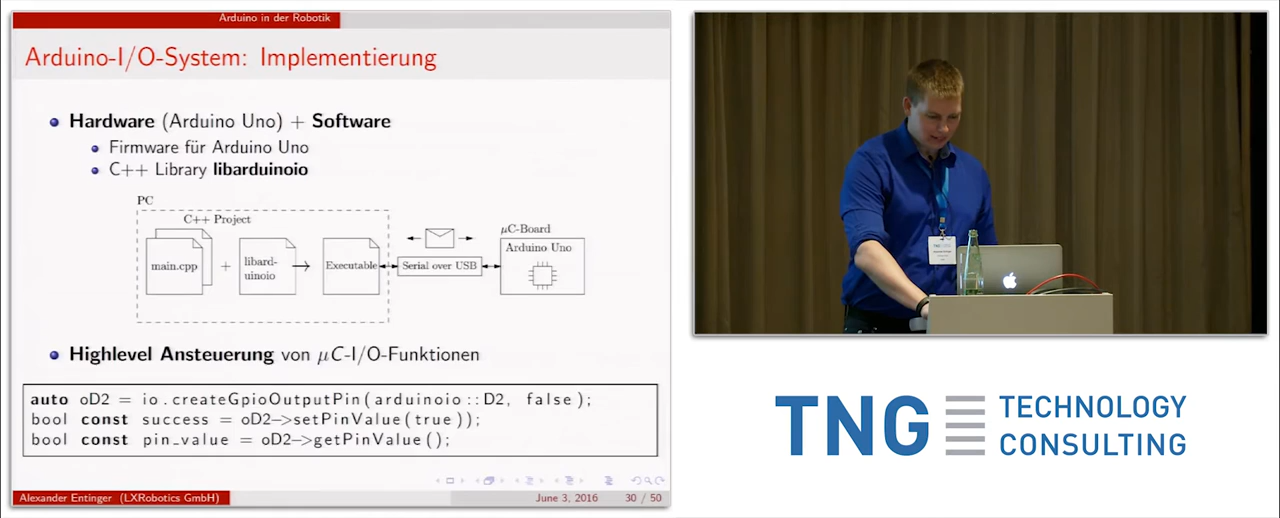 Arduino in der Robotik
Arduino-I/O-System: Implementierung
Hardware (Arduino Uno) + Software
Firmware für Arduino Uno
C++ Library libarduinoio
PC
C++ Project
main.cpp
+
libard-
uinoio
Executable
Serial over USB
μC-Board
Arduino Uno
Highlevel Ansteuerung von μC-I/O-Funktionen
auto oD2 = io.createGpioOutputPin(arduinoio::D2, false);
bool const success = oD2->setPinValue(true));
bool const pin_value = oD2->getPinValue();
Alexander Entinger (LXRobotics GmbH)
June 3, 2016
30 / 50
TNG
TNG TECHNOLOGY
CONSULTING